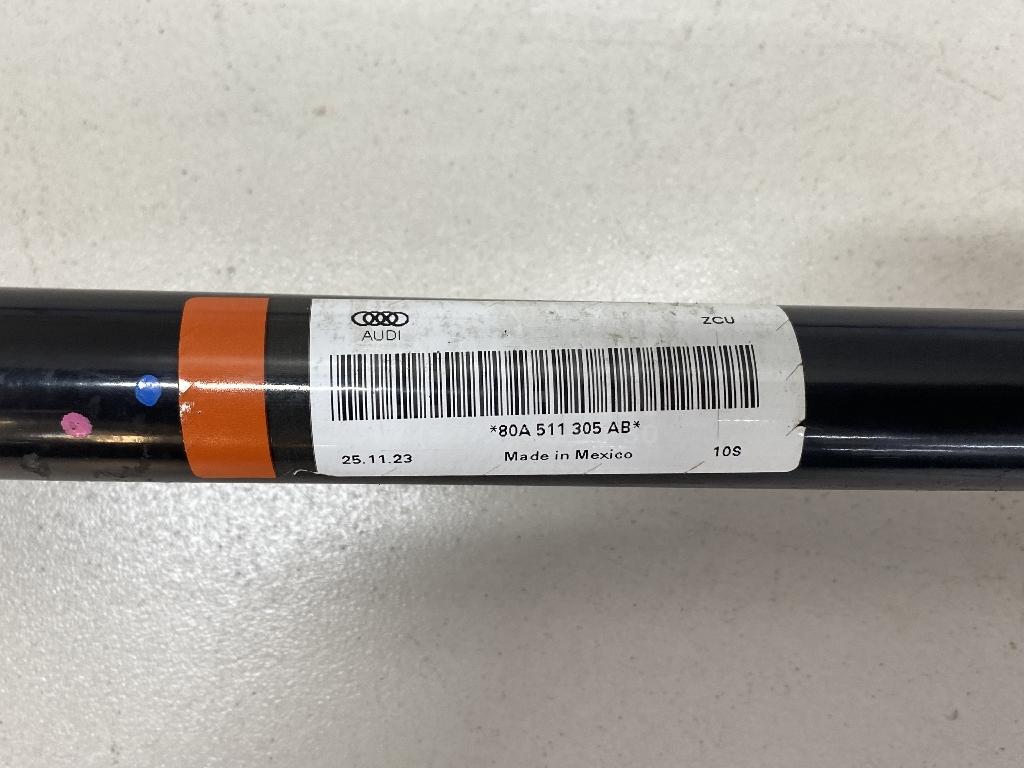 AUDI
ZCU
*80A 511 305 AB*
25.11.23
Made in Mexico
10S